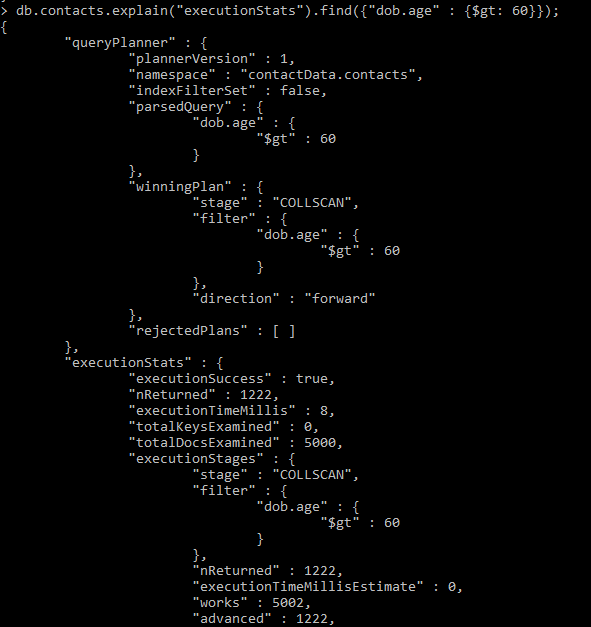 > db.contacts.explain("executionStats").find({"dob.age" : {$gt: 60}});
{
"queryPlanner" : {
"plannerVersion" : 1,
"namespace" : "contactData.contacts",
"indexFilterSet" : false,
"parsedQuery" : {
"dob.age" : {
"$gt" : 60
}
},
"winningPlan" : {
"stage" : "COLLSCAN",
"filter" : {
"dob.age" : {
"$gt" : 60
}
},
"direction" : "forward"
},
"rejectedPlans" : [ ]
},
"executionStats" : {
"executionSuccess" : true,
"nReturned" : 1222,
"executionTimeMillis" : 8,
"totalKeysExamined" : 0,
"totalDocsExamined" : 5000,
"executionStages" : {
"stage" : "COLLSCAN",
"filter" : {
"dob.age" : {
"$gt" : 60
}
},
"nReturned" : 1222,
"executionTimeMillisEstimate" : 0,
"works" : 5002,
"advanced" : 1222,